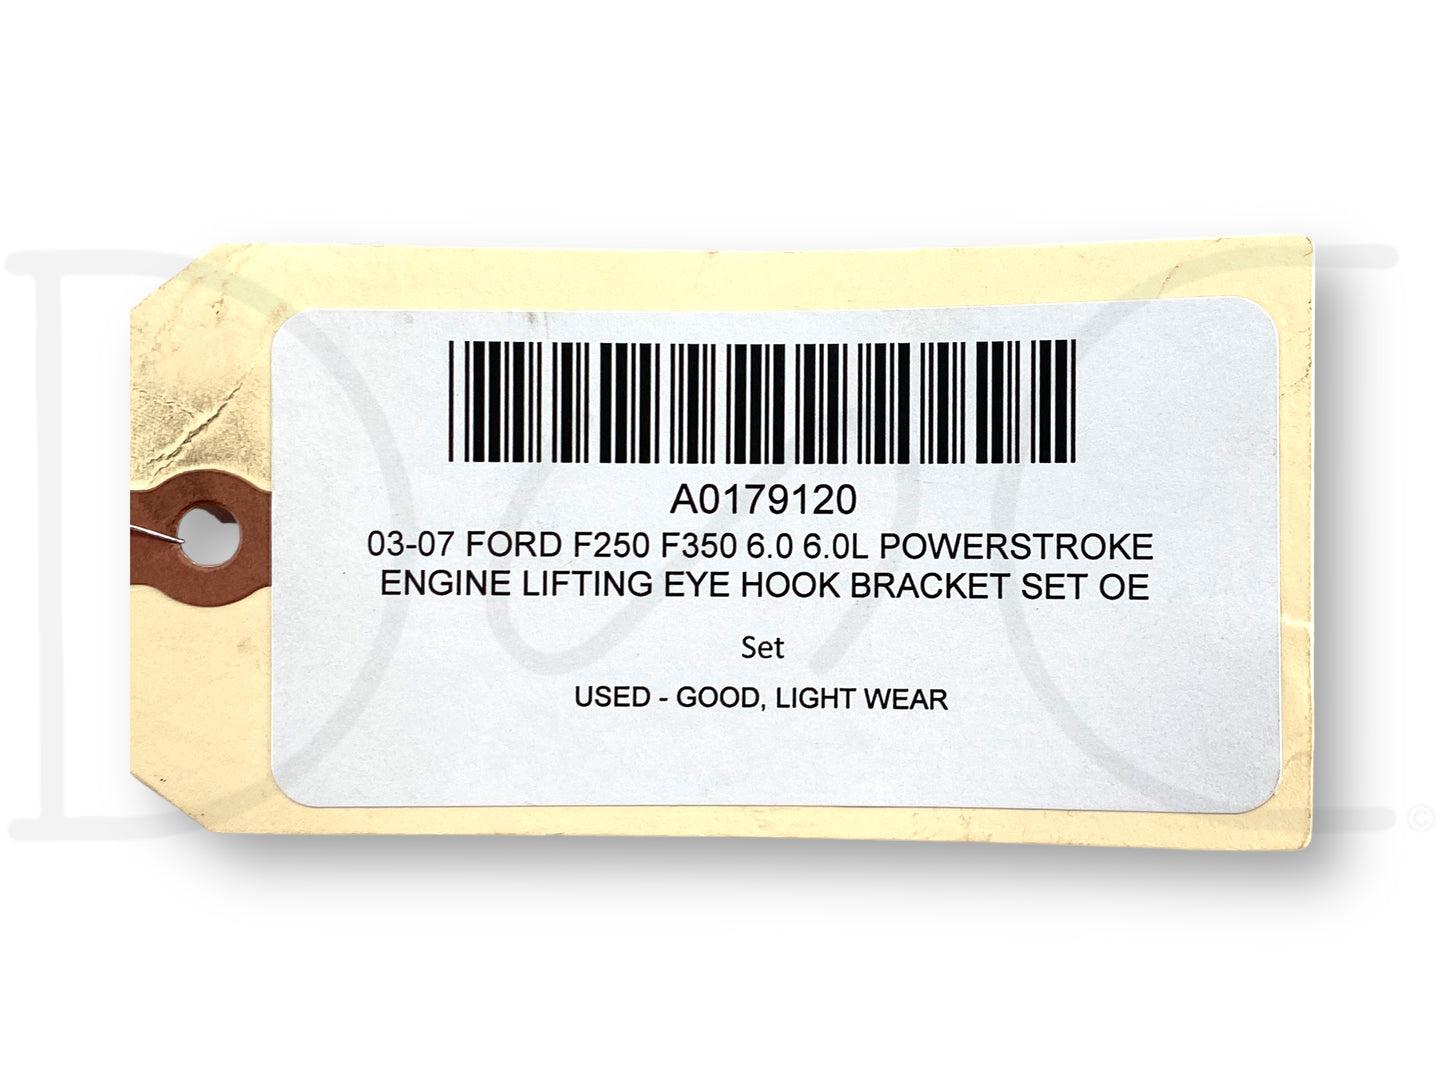 A0179120
03-07 FORD F250 F350 6.0 6.0L POWERSTROKE
ENGINE LIFTING EYE HOOK BRACKET SET OE
Set
USED - GOOD, LIGHT WEAR
©